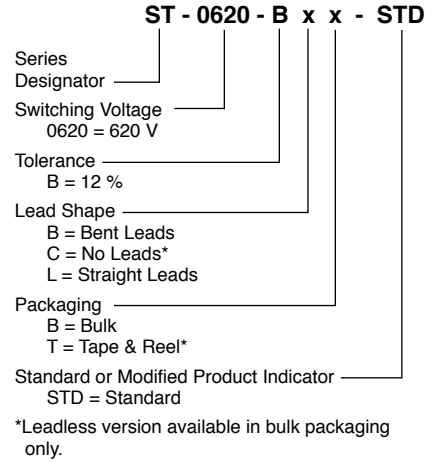 ST - 0620 - B x x - STD
Series
Designator
Switching Voltage
0620 = 620 V
Tolerance
B = 12 %
Lead Shape
B = Bent Leads
C = No Leads*
L = Straight Leads
Packaging
B = Bulk
T = Tape & Reel*
Standard or Modified Product Indicator
STD = Standard
*Leadless version available in bulk packaging
only.